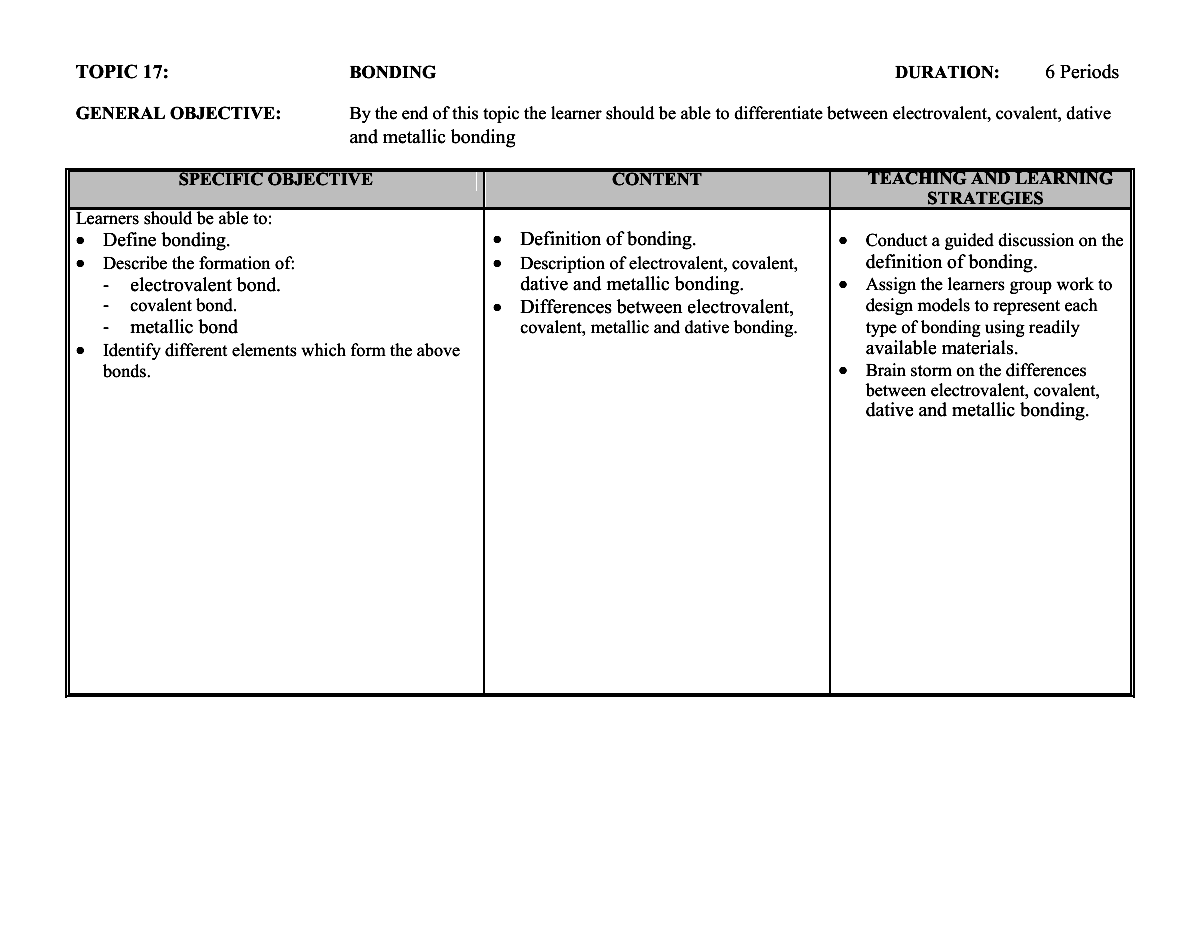 TOPIC 17: BONDING DURATION: 6 Periods
GENERAL OBJECTIVE: By the end of this topic the learner should be able to differentiate between electrovalent, covalent, dative
and metallic bonding
SPECIFIC OBJECTIVE
Learners should be able to:
• Define bonding.
• Describe the formation of:
- electrovalent bond.
- covalent bond.
- metallic bond
• Identify different elements which form the above
bonds.
CONTENT
• Definition of bonding.
• Description of electrovalent, covalent,
dative and metallic bonding.
• Differences between electrovalent,
covalent, metallic and dative bonding.
TEACHING AND LEARNING
STRATEGIES
• Conduct a guided discussion on the
definition of bonding.
• Assign the learners group work to
design models to represent each
type of bonding using readily
available materials.
• Brain storm on the differences
between electrovalent, covalent,
dative and metallic bonding.